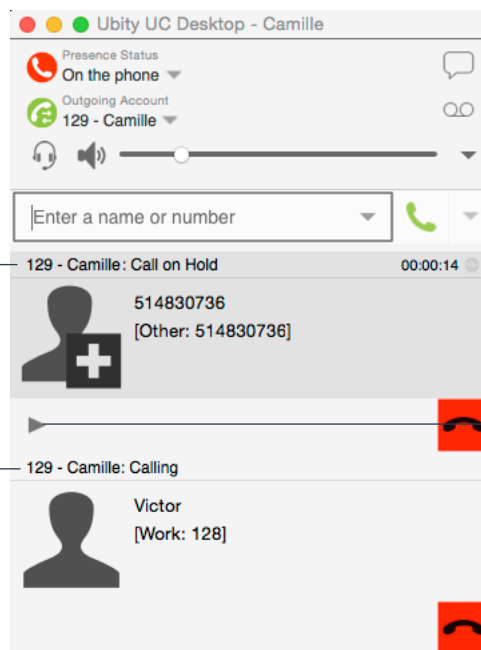 Ubity UC Desktop - Camille
Presence Status
On the phone
Outgoing Account
129 - Camille
Enter a name or number
129 - Camille: Call on Hold 00:00:14
514830736
[Other: 514830736]
129 - Camille: Calling
Victor
[Work: 128]